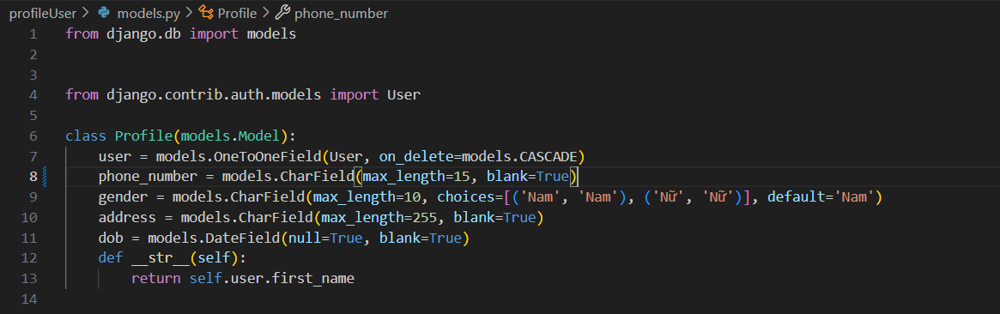 profileUser > models.py > Profile > phone_number
1 from django.db import models
2
3
4 from django.contrib.auth.models import User
5
6 class Profile(models.Model):
7     user = models.OneToOneField(User, on_delete=models.CASCADE)
8     phone_number = models.CharField(max_length=15, blank=True)
9     gender = models.CharField(max_length=10, choices=[('Nam', 'Nam'), ('Nữ', 'Nữ')], default='Nam')
10     address = models.CharField(max_length=255, blank=True)
11     dob = models.DateField(null=True, blank=True)
12     def __str__(self):
13         return self.user.first_name
14